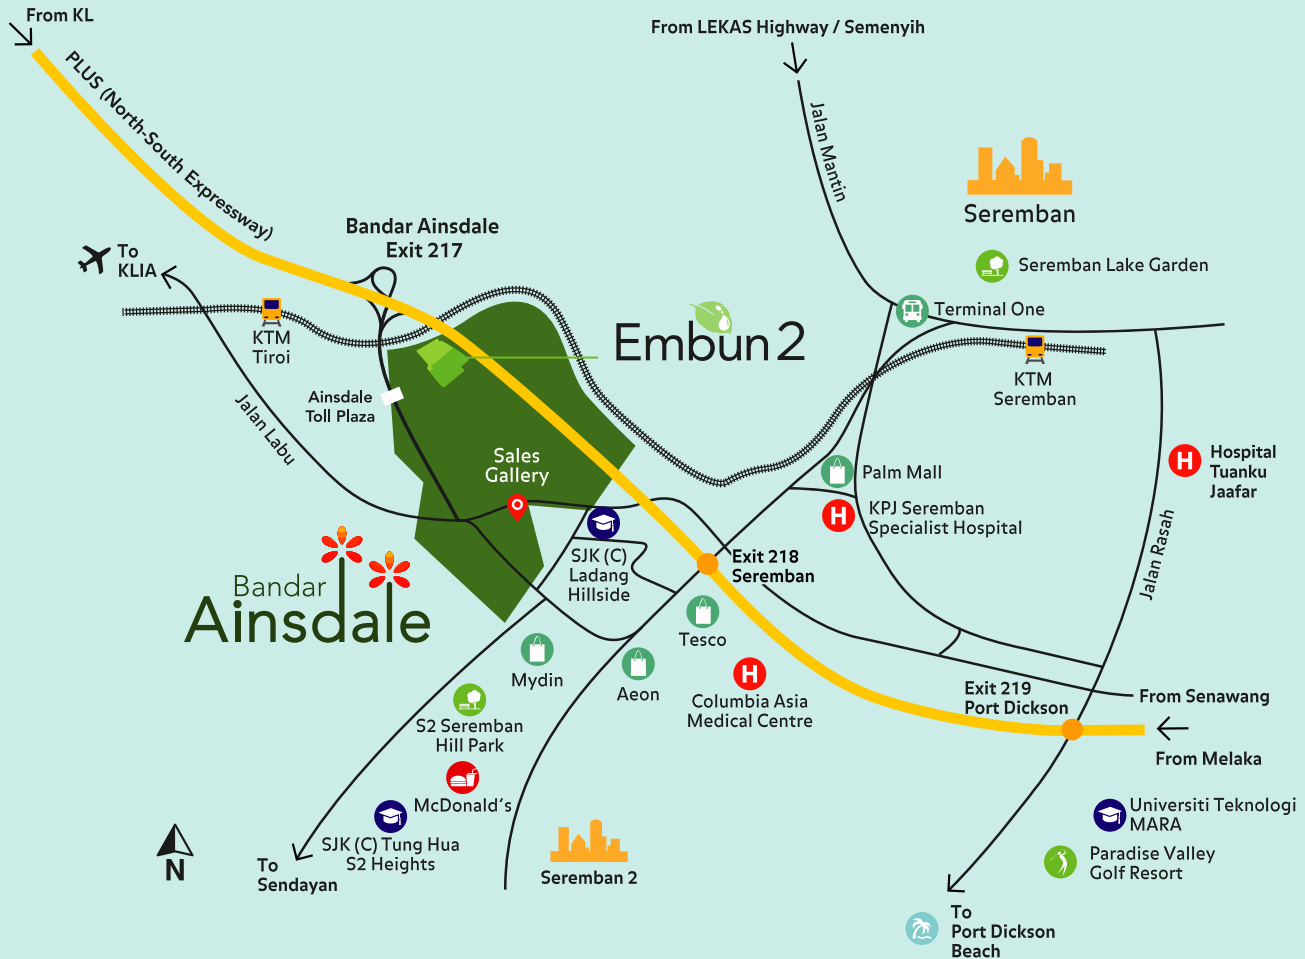 From KL
From LEKAS Highway / Semenyih
PLUS (North-South Expressway)
Jalan Mantin
Seremban
Bandar Ainsdale
Exit 217
To
KLIA
Seremban Lake Garden
Terminal One
KTM
Tiroi
Embun 2
KTM
Seremban
Ainsdale
Toll Plaza
Jalan Labu
Sales
Gallery
Palm Mall
H
Hospital
Tuanku
Jaafar
H
KPJ Seremban
Specialist Hospital
Jalan Rasah
SJK (C)
Ladang
Hillside
Exit 218
Seremban
Bandar
Ainsdale
Tesco
Mydin
Aeon
H
Columbia Asia
Medical Centre
Exit 219
Port Dickson
From Senawang
From Melaka
S2 Seremban
Hill Park
McDonald's
SJK (C) Tung Hua
S2 Heights
N
To
Sendayan
Seremban 2
Universiti Teknologi
MARA
Paradise Valley
Golf Resort
To
Port Dickson
Beach